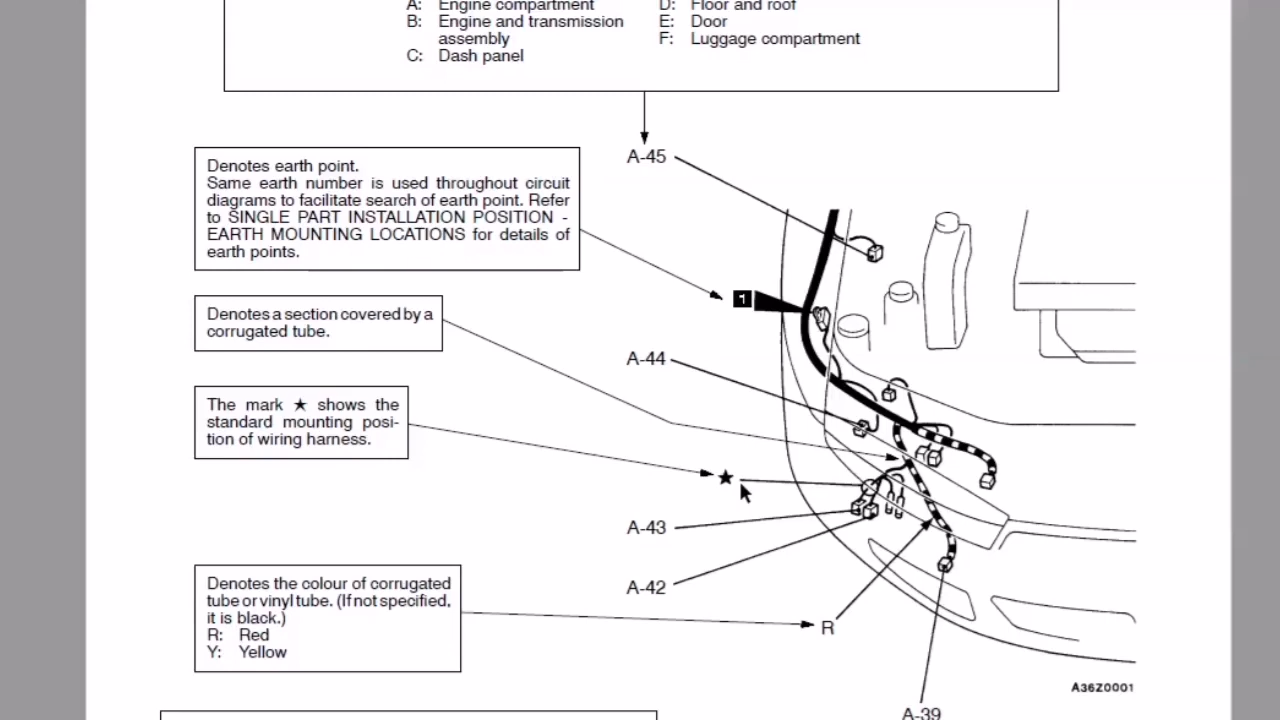 A: Engine compartment
B: Engine and transmission
assembly
C: Dash panel
D: Floor and roof
E: Door
F: Luggage compartment
A-45
Denotes earth point.
Same earth number is used throughout circuit
diagrams to facilitate search of earth point. Refer
to SINGLE PART INSTALLATION POSITION -
EARTH MOUNTING LOCATIONS for details of
earth points.
1
Denotes a section covered by a
corrugated tube.
A-44
The mark ★ shows the
standard mounting posi-
tion of wiring harness.
★
A-43
A-42
Denotes the colour of corrugated
tube or vinyl tube. (If not specified,
it is black.)
R: Red
Y: Yellow
R
A36Z0001
A-39